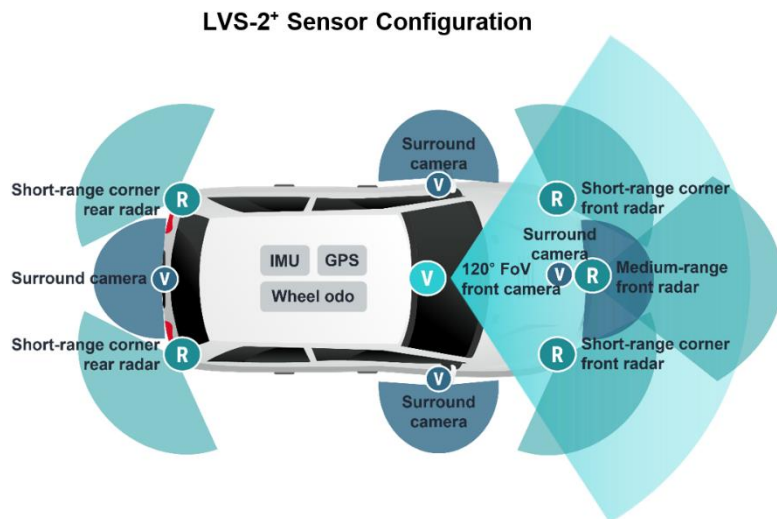 LVS-2⁺ Sensor Configuration
Surround
camera
V
Short-range corner
rear radar
R
R
Short-range corner
front radar
Surround camera
V
IMU
GPS
Wheel odo
V
120° FoV
front camera
Surround
camera
V
R
Medium-range
front radar
Short-range corner
rear radar
R
R
Short-range corner
front radar
V
Surround
camera